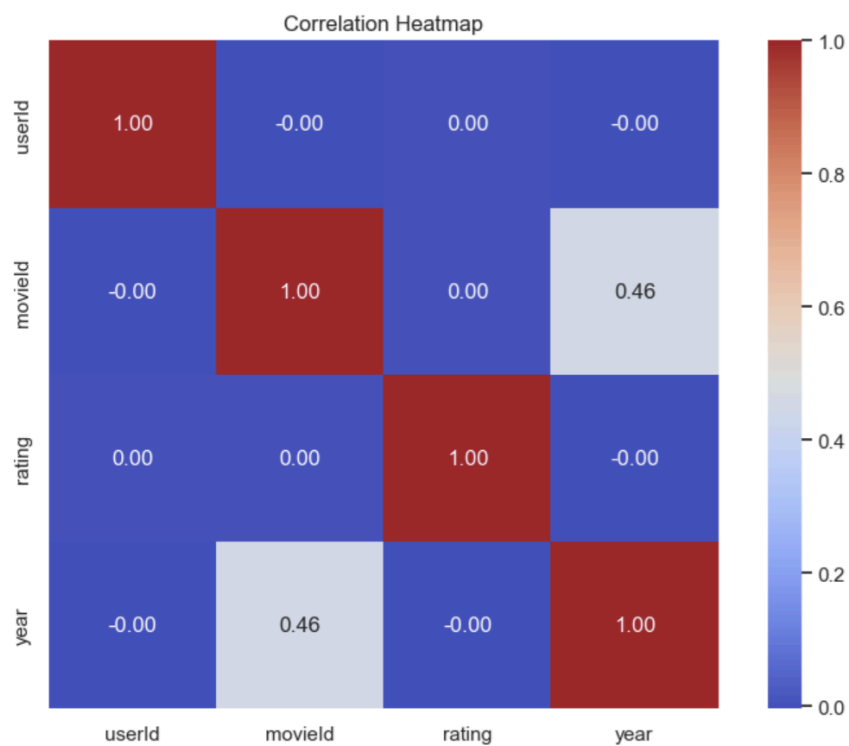 Correlation Heatmap
userId 1.00 -0.00 0.00 -0.00
movieId -0.00 1.00 0.00 0.46
rating 0.00 0.00 1.00 -0.00
year -0.00 0.46 -0.00 1.00
userId movieId rating year
1.0
0.8
0.6
0.4
0.2
0.0